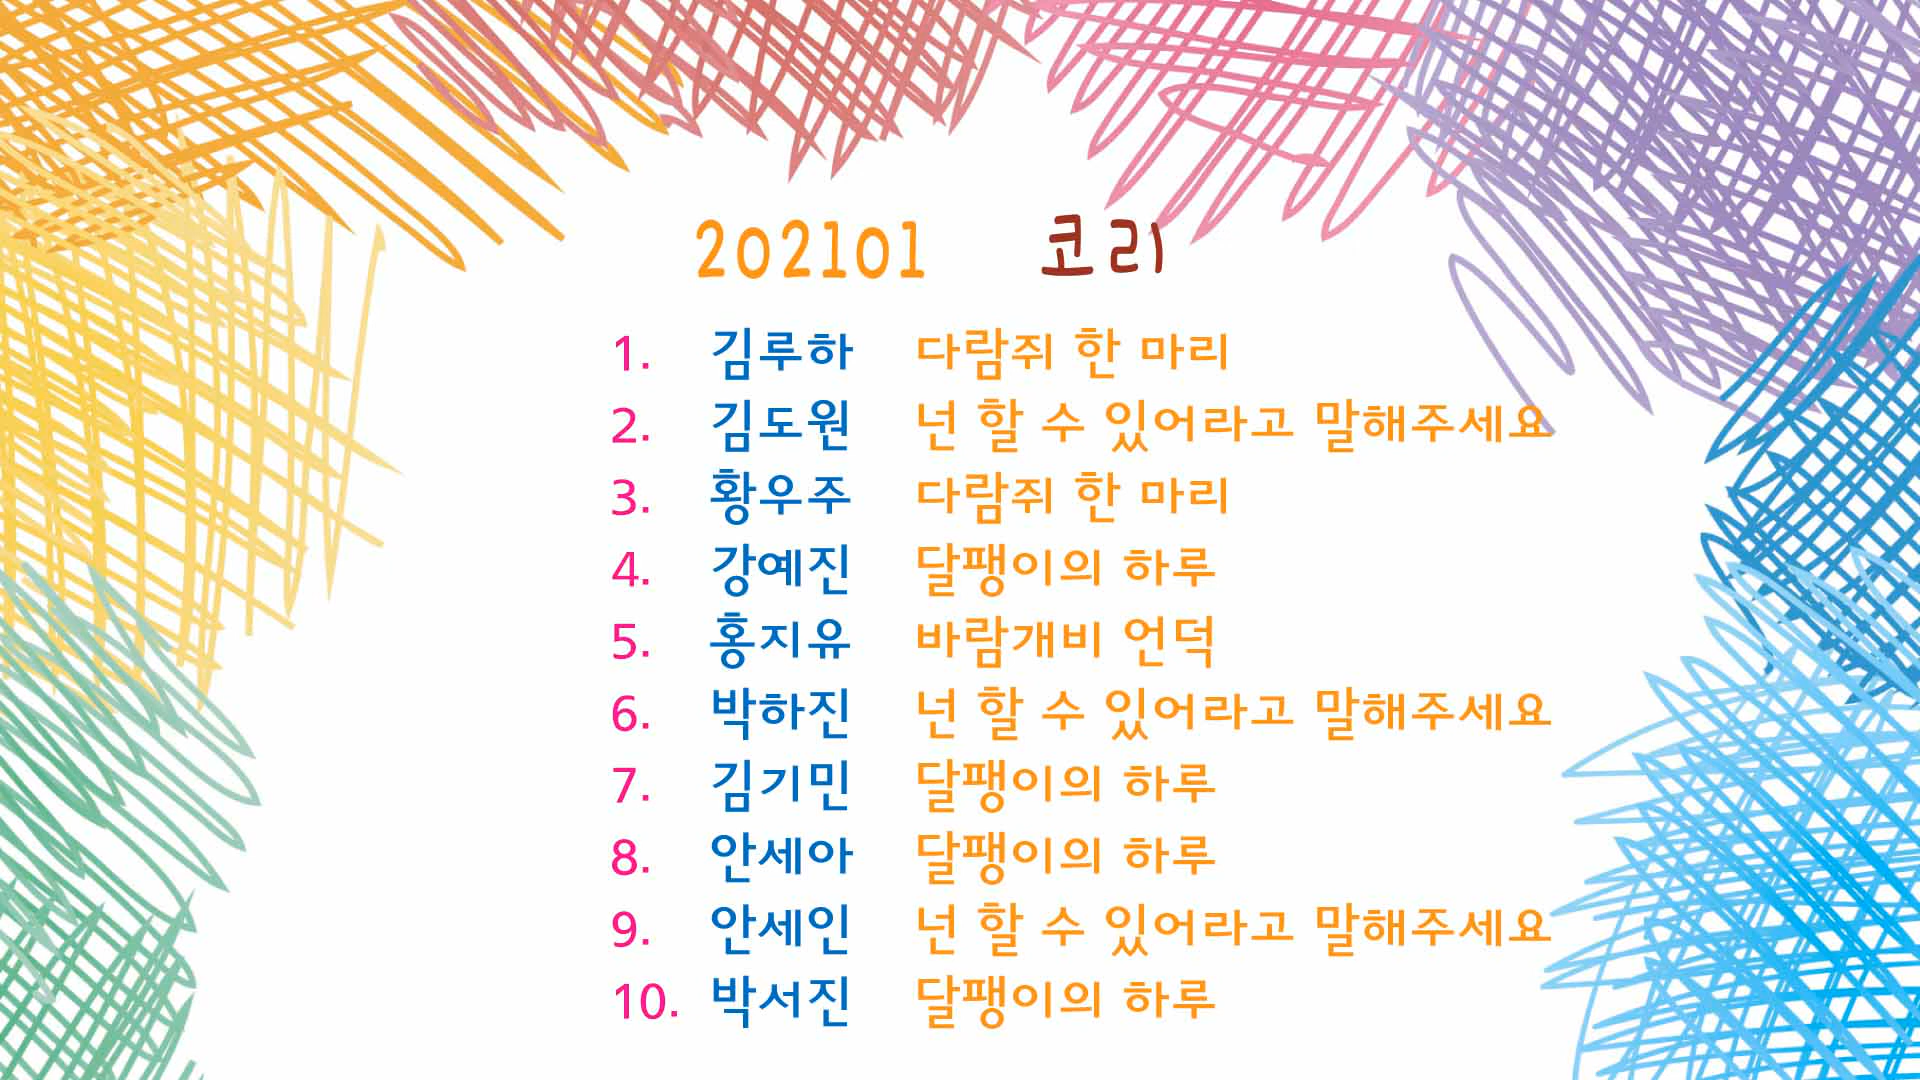 202101 코리
1. 김루하 다람쥐 한 마리
2. 김도원 넌 할 수 있어라고 말해주세요
3. 황우주 다람쥐 한 마리
4. 강예진 달팽이의 하루
5. 홍지유 바람개비 언덕
6. 박하진 넌 할 수 있어라고 말해주세요
7. 김기민 달팽이의 하루
8. 안세아 달팽이의 하루
9. 안세인 넌 할 수 있어라고 말해주세요
10. 박서진 달팽이의 하루